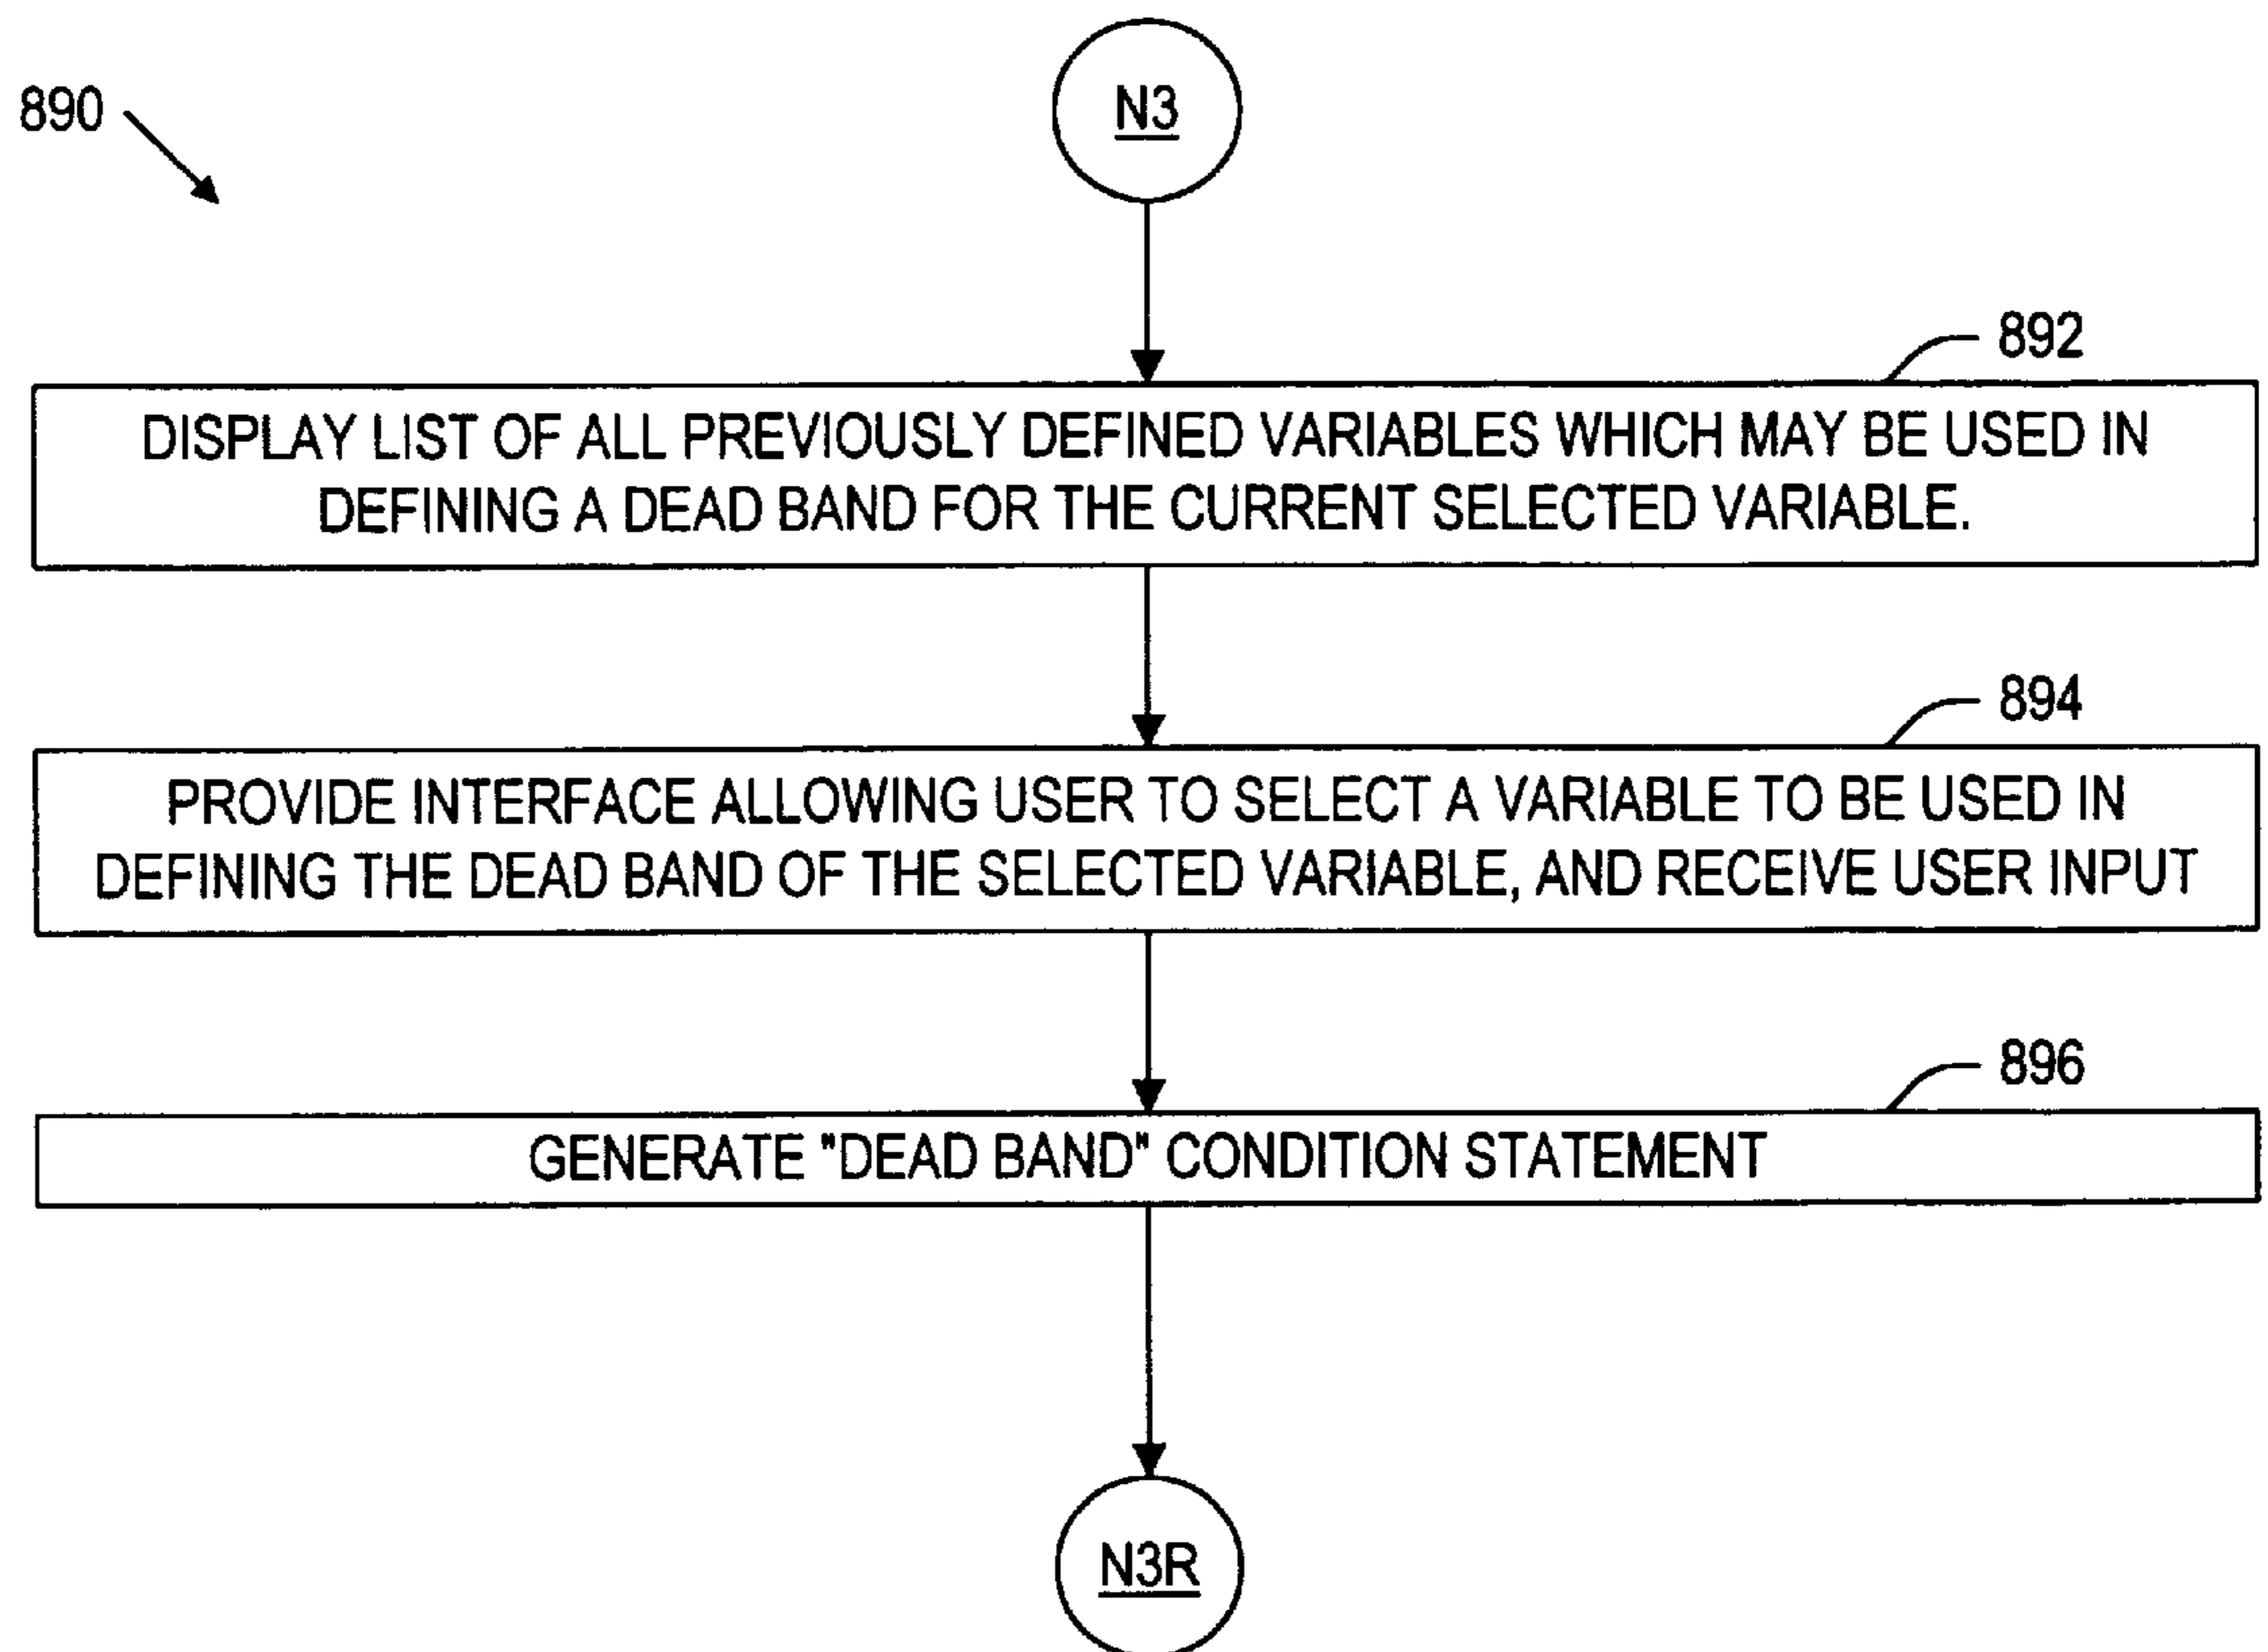 890
N3
892
DISPLAY LIST OF ALL PREVIOUSLY DEFINED VARIABLES WHICH MAY BE USED IN
DEFINING A DEAD BAND FOR THE CURRENT SELECTED VARIABLE.
894
PROVIDE INTERFACE ALLOWING USER TO SELECT A VARIABLE TO BE USED IN
DEFINING THE DEAD BAND OF THE SELECTED VARIABLE, AND RECEIVE USER INPUT
896
GENERATE "DEAD BAND" CONDITION STATEMENT
N3R